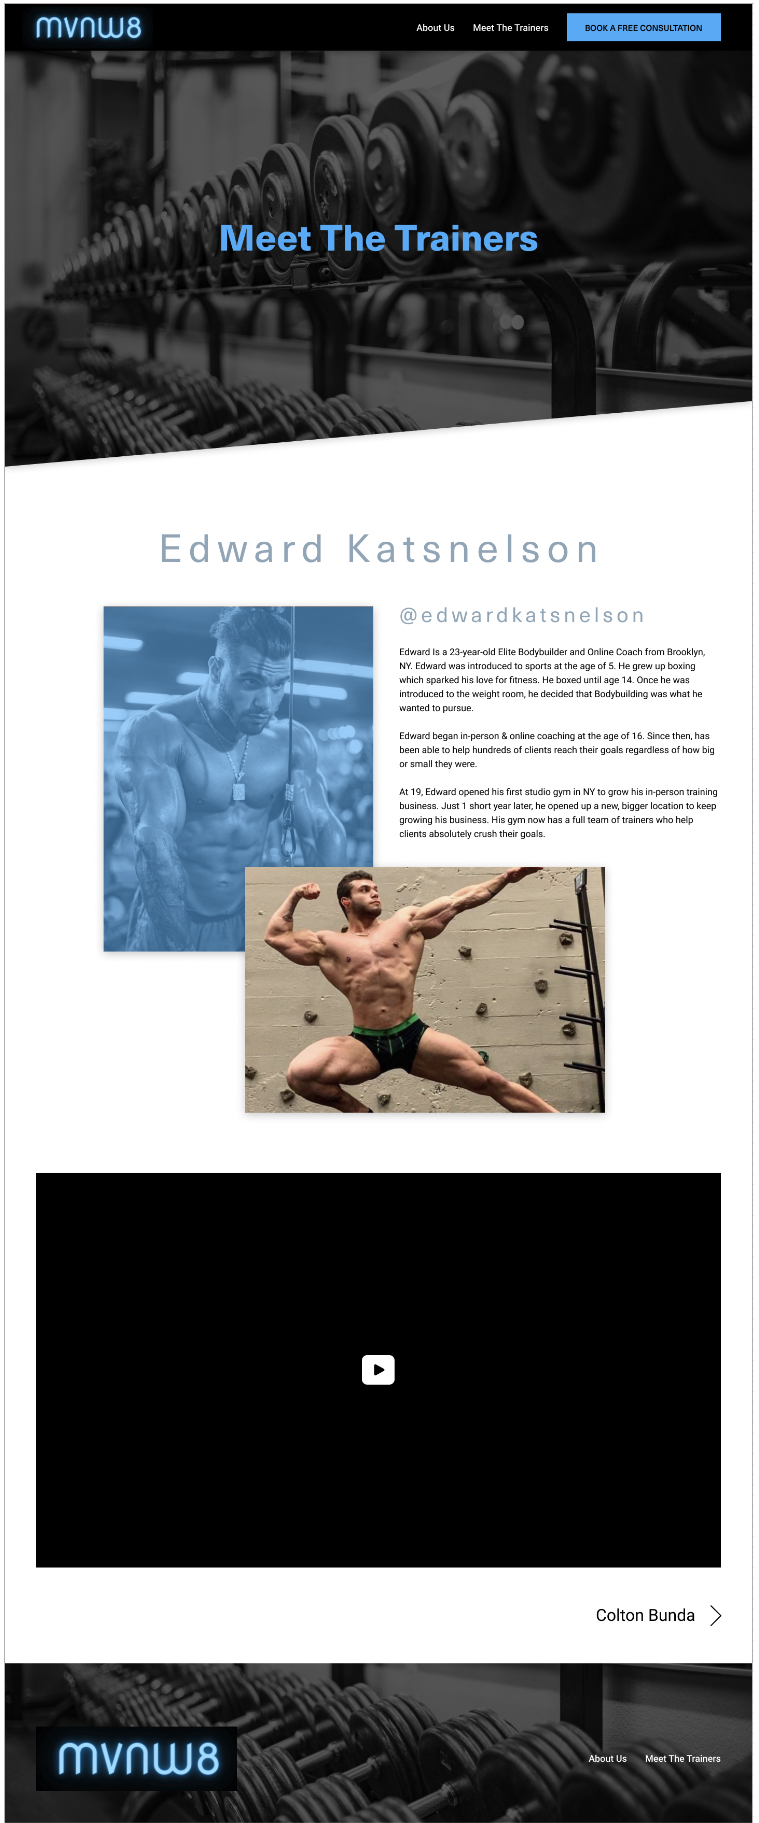 mvnw8
About Us
Meet The Trainers
BOOK A FREE CONSULTATION
Meet The Trainers
Edward Katsnelson
@edwardkatsnelson
Edward Is a 23-year-old Elite Bodybuilder and Online Coach from Brooklyn,
NY. Edward was introduced to sports at the age of 5. He grew up boxing
which sparked his love for fitness. He boxed until age 14. Once he was
introduced to the weight room, he decided that Bodybuilding was what he
wanted to pursue.
Edward began in-person & online coaching at the age of 16. Since then, has
been able to help hundreds of clients reach their goals regardless of how big
or small they were.
At 19, Edward opened his first studio gym in NY to grow his in-person training
business. Just 1 short year later, he opened up a new, bigger location to keep
growing his business. His gym now has a full team of trainers who help
clients absolutely crush their goals.
Colton Bunda
mvnw8
About Us
Meet The Trainers